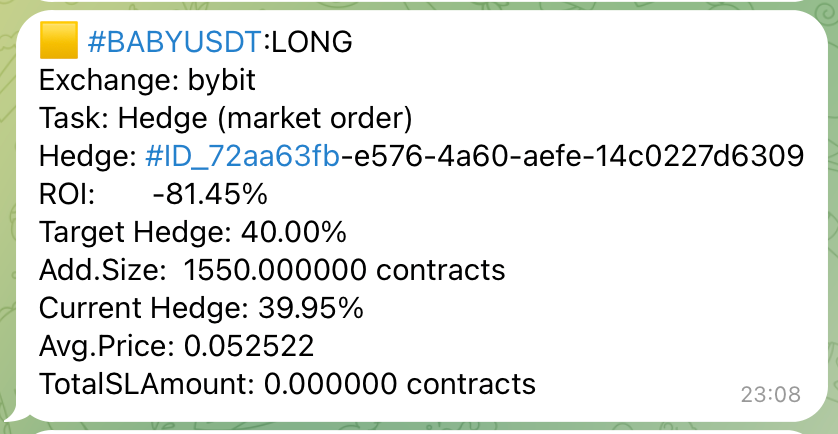 #BABYUSDT:LONG
Exchange: bybit
Task: Hedge (market order)
Hedge: #ID_72aa63fb-e576-4a60-aefe-14c0227d6309
ROI: -81.45%
Target Hedge: 40.00%
Add.Size: 1550.000000 contracts
Current Hedge: 39.95%
Avg.Price: 0.052522
TotalSLAmount: 0.000000 contracts
23:08